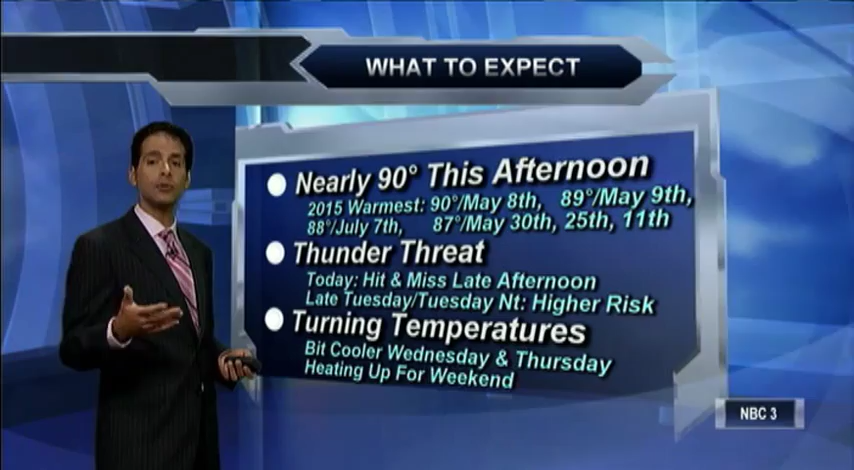 WHAT TO EXPECT
Nearly 90° This Afternoon
2015 Warmest: 90°/May 8th, 89°/May 9th,
88°/July 7th, 87°/May 30th, 25th, 11th
Thunder Threat
Today: Hit & Miss Late Afternoon
Late Tuesday/Tuesday Nt: Higher Risk
Turning Temperatures
Bit Cooler Wednesday & Thursday
Heating Up For Weekend
NBC 3